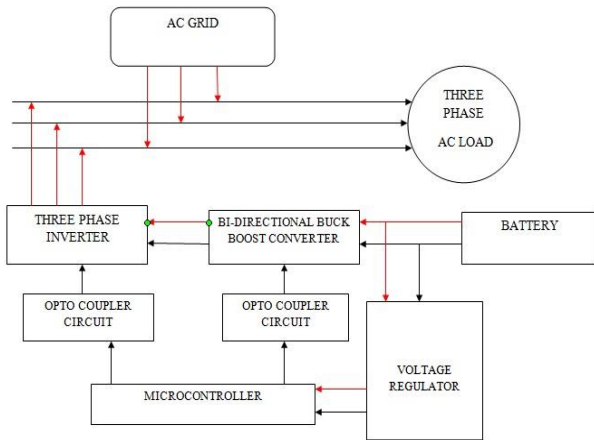 AC GRID
THREE
PHASE
AC LOAD
THREE PHASE
INVERTER
BI-DIRECTIONAL BUCK
BOOST CONVERTER
BATTERY
OPTO COUPLER
CIRCUIT
OPTO COUPLER
CIRCUIT
VOLTAGE
REGULATOR
MICROCONTROLLER